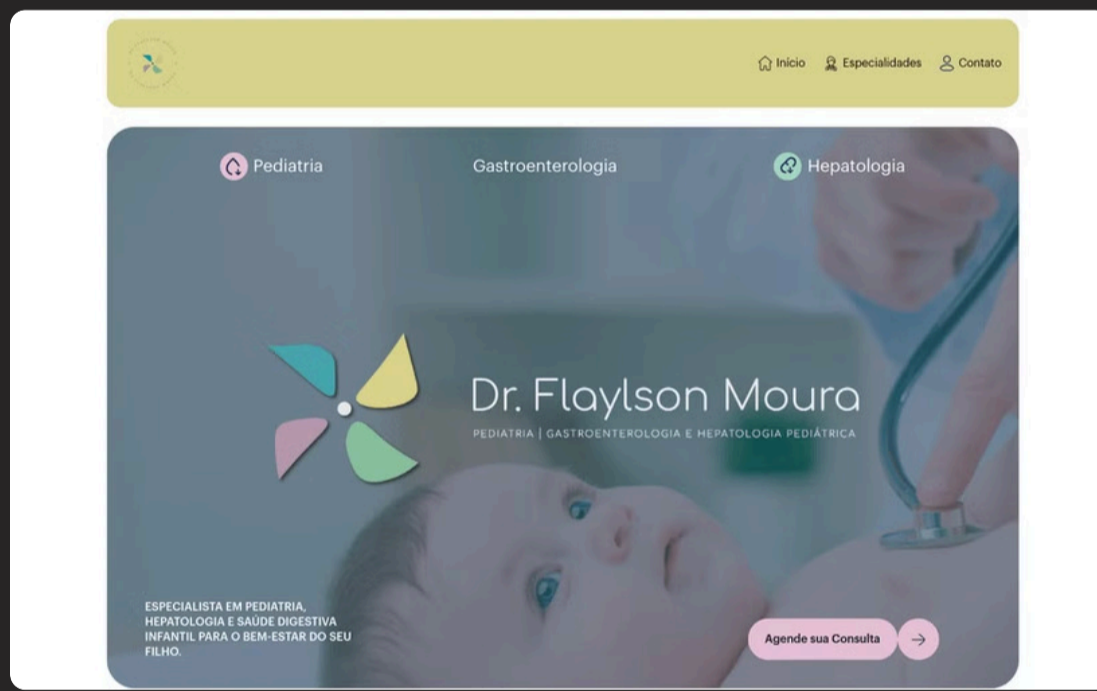 Início Especialidades Contato
Pediatria Gastroenterologia Hepatologia
Dr. Flaylson Moura
PEDIATRIA | GASTROENTEROLOGIA E HEPATOLOGIA PEDIÁTRICA
ESPECIALISTA EM PEDIATRIA,
HEPATOLOGIA E SAÚDE DIGESTIVA
INFANTIL PARA O BEM-ESTAR DO SEU
FILHO.
Agende sua Consulta